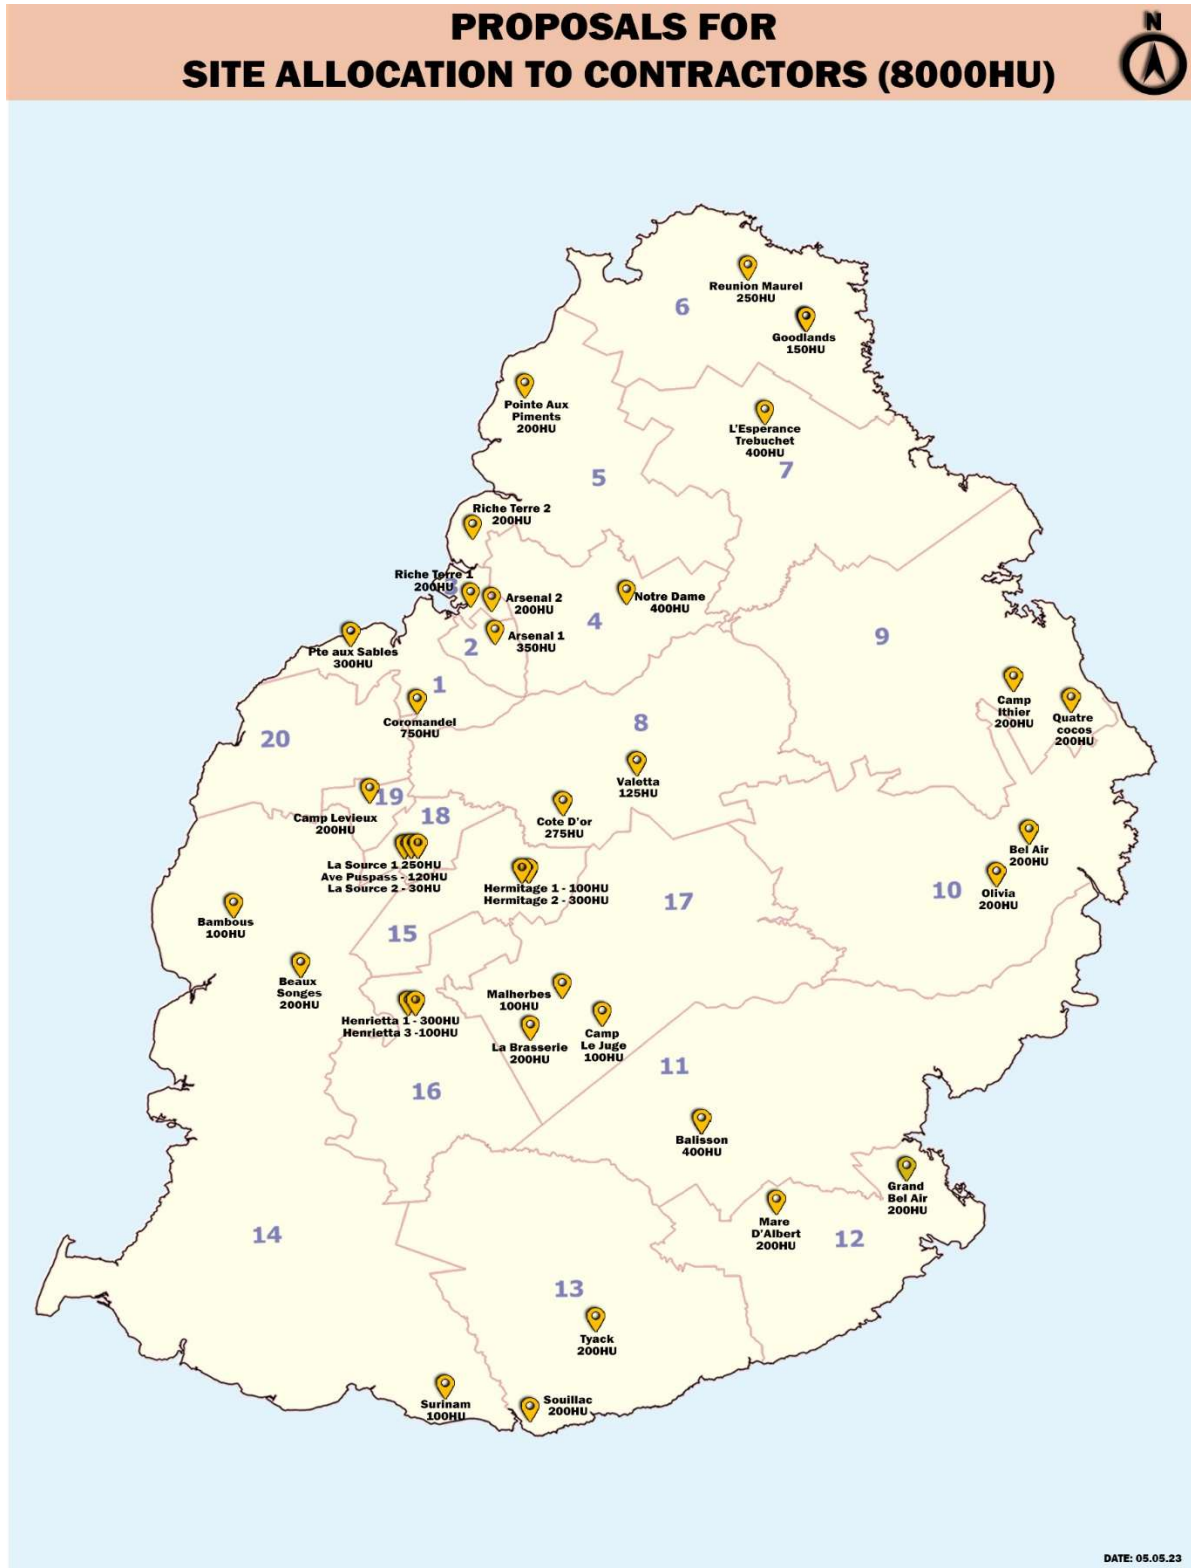 PROPOSALS FOR
SITE ALLOCATION TO CONTRACTORS (8000HU)
N
Reunion Maurel
250HU
6
Goodlands
150HU
Pointe Aux
Piments
200HU
L'Esperance
Trebuchet
400HU
7
5
Riche Terre 2
200HU
Riche Terre 1
200HU
3
Arsenal 2
200HU
Notre Dame
400HU
4
Arsenal 1
350HU
2
9
Pte aux Sables
300HU
1
Camp
Ithier
200HU
Quatre
cocos
200HU
Coromandel
750HU
8
20
Valetta
125HU
19
Camp Levieux
200HU
18
Cote D'or
275HU
Bel Air
200HU
La Source 1 250HU
Ave Puspass - 120HU
La Source 2 - 30HU
Hermitage 1 - 100HU
Hermitage 2 - 300HU
10
Olivia
200HU
17
Bambous
100HU
15
Beaux
Songes
200HU
Malherbes
100HU
Henrietta 1 - 300HU
Henrietta 3 -100HU
La Brasserie
200HU
Camp
Le Juge
100HU
11
16
Balisson
400HU
Grand
Bel Air
200HU
Mare
D'Albert
200HU
12
14
13
Tyack
200HU
Surinam
100HU
Souillac
200HU
DATE: 05.05.23